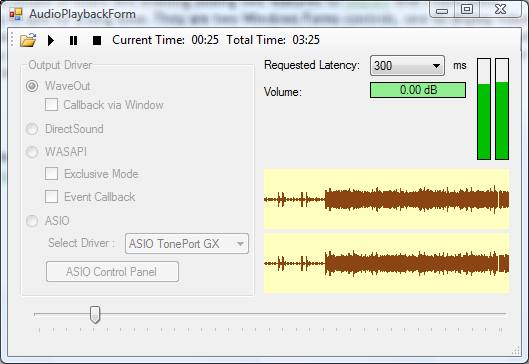 AudioPlaybackForm
Current Time: 00:25 Total Time: 03:25
Output Driver
WaveOut
Callback via Window
DirectSound
WASAPI
Exclusive Mode
Event Callback
ASIO
Select Driver : ASIO TonePort GX
ASIO Control Panel
Requested Latency: 300 ms
Volume: 0.00 dB